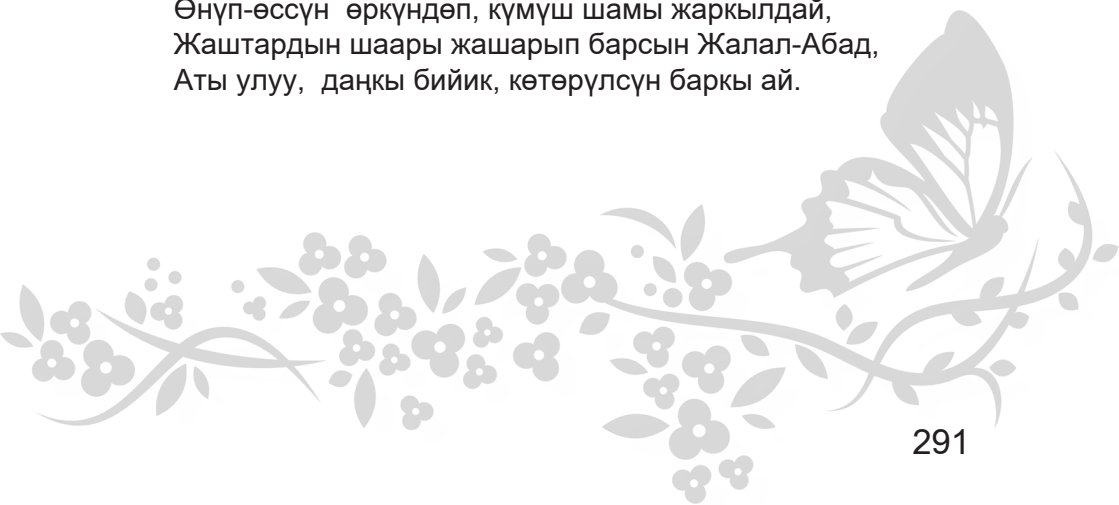 Өнүп-өссүн өркүндөп, күмүш шамы жаркылдай,
Жаштардын шаары жашарып барсын Жалал-Абад,
Аты улуу, даңкы бийик, көтөрүлсүн баркы ай.
291